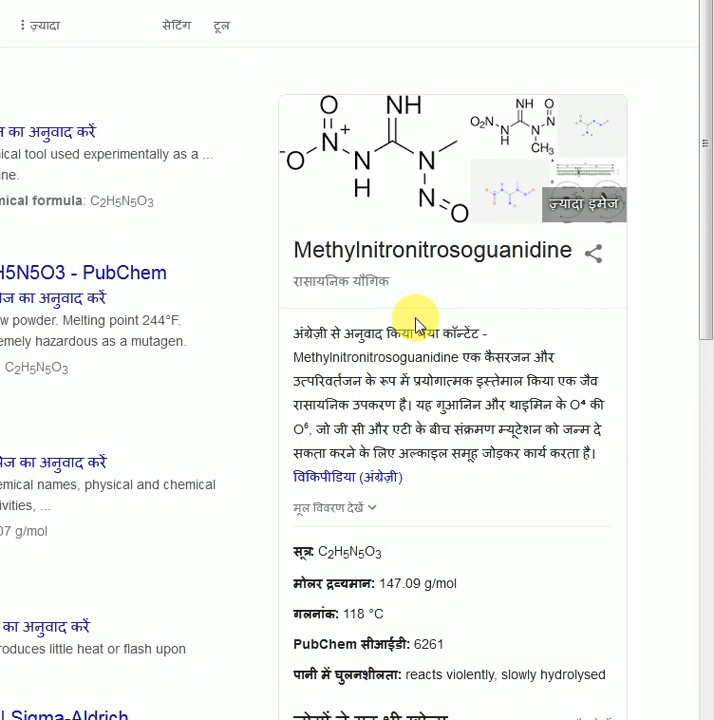 ज़्यादा
सेटिंग
टूल
का अनुवाद करें
ical tool used experimentally as a ...
ne.
mical formula: C₂H₅N₅O₃
H5N5O3 - PubChem
ज का अनुवाद करें
w powder. Melting point 244°F.
emely hazardous as a mutagen.
C₂H₅N₅O₃
ज का अनुवाद करें
emical names, physical and chemical
ivities, ...
07 g/mol
का अनुवाद करें
roduces little heat or flash upon
| Sigma-Aldrich
O
NH
N+
-O
N
H
N
N
O
NH
O
O₂N
N
H
N
N
CH₃
ज़्यादा इमेज
Methylnitronitrosoguanidine
रासायनिक यौगिक
अंग्रेज़ी से अनुवाद किया गया कॉन्टेंट -
Methylnitronitrosoguanidine एक कैंसरजन और
उत्परिवर्तजन के रूप में प्रयोगात्मक इस्तेमाल किया एक जैव
रासायनिक उपकरण है। यह गुआनिन और थाइमिन के O⁴ की
O⁶, जो जी सी और एटी के बीच संक्रमण म्यूटेशन को जन्म दे
सकता करने के लिए अल्काइल समूह जोड़कर कार्य करता है।
विकिपीडिया (अंग्रेज़ी)
मूल विवरण देखें
सूत्र: C₂H₅N₅O₃
मोलर द्रव्यमान: 147.09 g/mol
गलनांक: 118 °C
PubChem सीआईडी: 6261
पानी में घुलनशीलता: reacts violently, slowly hydrolysed